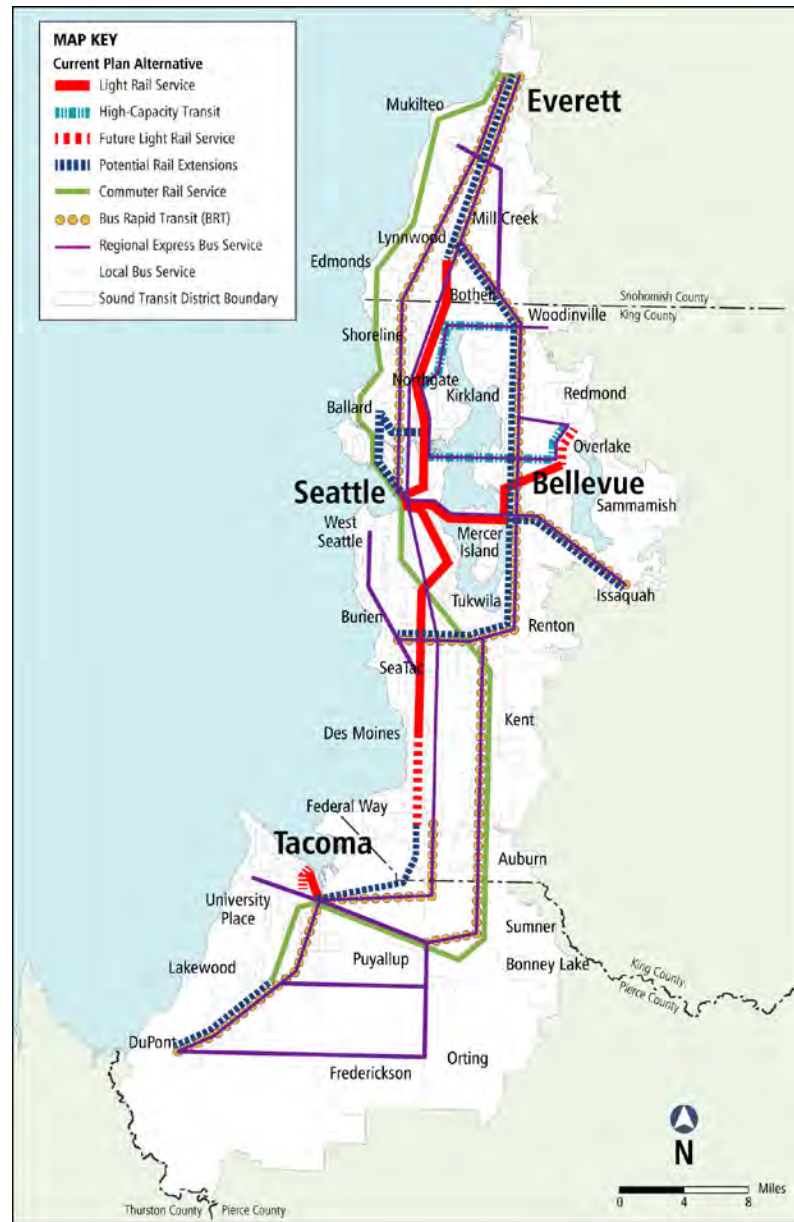 MAP KEY
Current Plan Alternative
Light Rail Service
High-Capacity Transit
Future Light Rail Service
Potential Rail Extensions
Commuter Rail Service
Bus Rapid Transit (BRT)
Regional Express Bus Service
Local Bus Service
Sound Transit District Boundary
Everett
Mukilteo
Mill Creek
Lynnwood
Edmonds
Bothell
Snohomish County
King County
Woodinville
Shoreline
Northgate
Kirkland
Redmond
Ballard
Overlake
Seattle
Bellevue
Sammamish
West
Seattle
Mercer
Island
Tukwila
Issaquah
Burien
Renton
SeaTac
Kent
Des Moines
Federal Way
Tacoma
Auburn
University
Place
Sumner
Puyallup
Bonney Lake
Lakewood
King County
Pierce County
DuPont
Orting
Frederickson
N
Miles
0 4 8
Thurston County
Pierce County